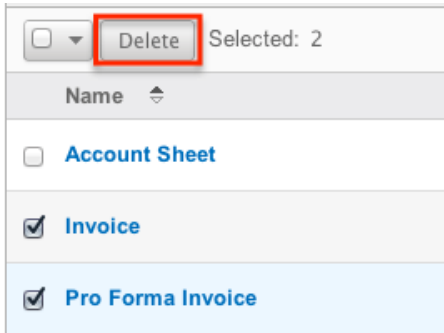 Delete Selected: 2
Name
Account Sheet
Invoice
Pro Forma Invoice